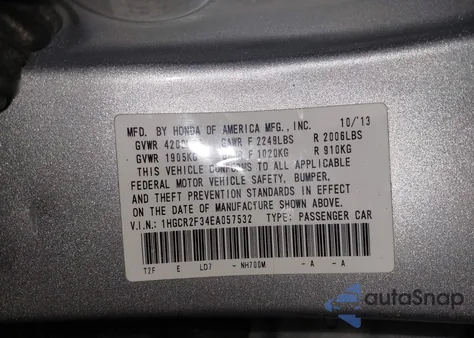 10/'13
MFD. BY HONDA OF AMERICA MFG., INC.
GVWR 420 GAWR F 2249LBS R 2006LBS
GVWR 1905KG F 1020KG R 910KG
THIS VEHICLE CONFORMS TO ALL APPLICABLE
FEDERAL MOTOR VEHICLE SAFETY, BUMPER,
AND THEFT PREVENTION STANDARDS IN EFFECT
ON THE DATE OF MANUFACTURE SHOWN ABOVE.
V.I.N.: 1HGCR2F34EA057532 TYPE: PASSENGER CAR
T2F E L07 - NH700M - A - A
autoSnap